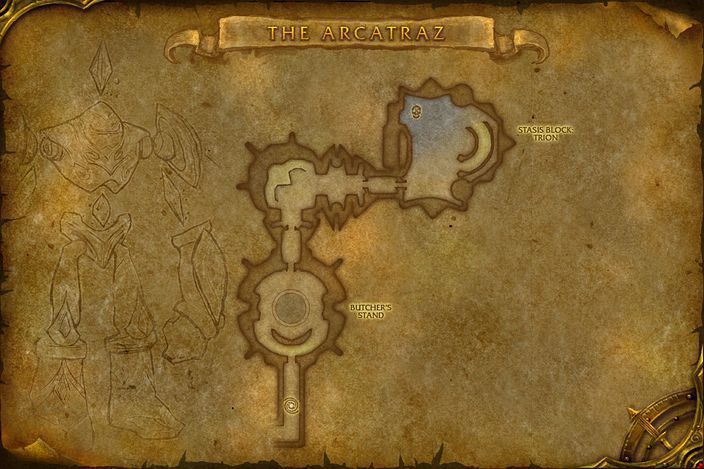 THE ARCATRAZ
STASIS BLOCK:
TRION
BUTCHER'S
STAND